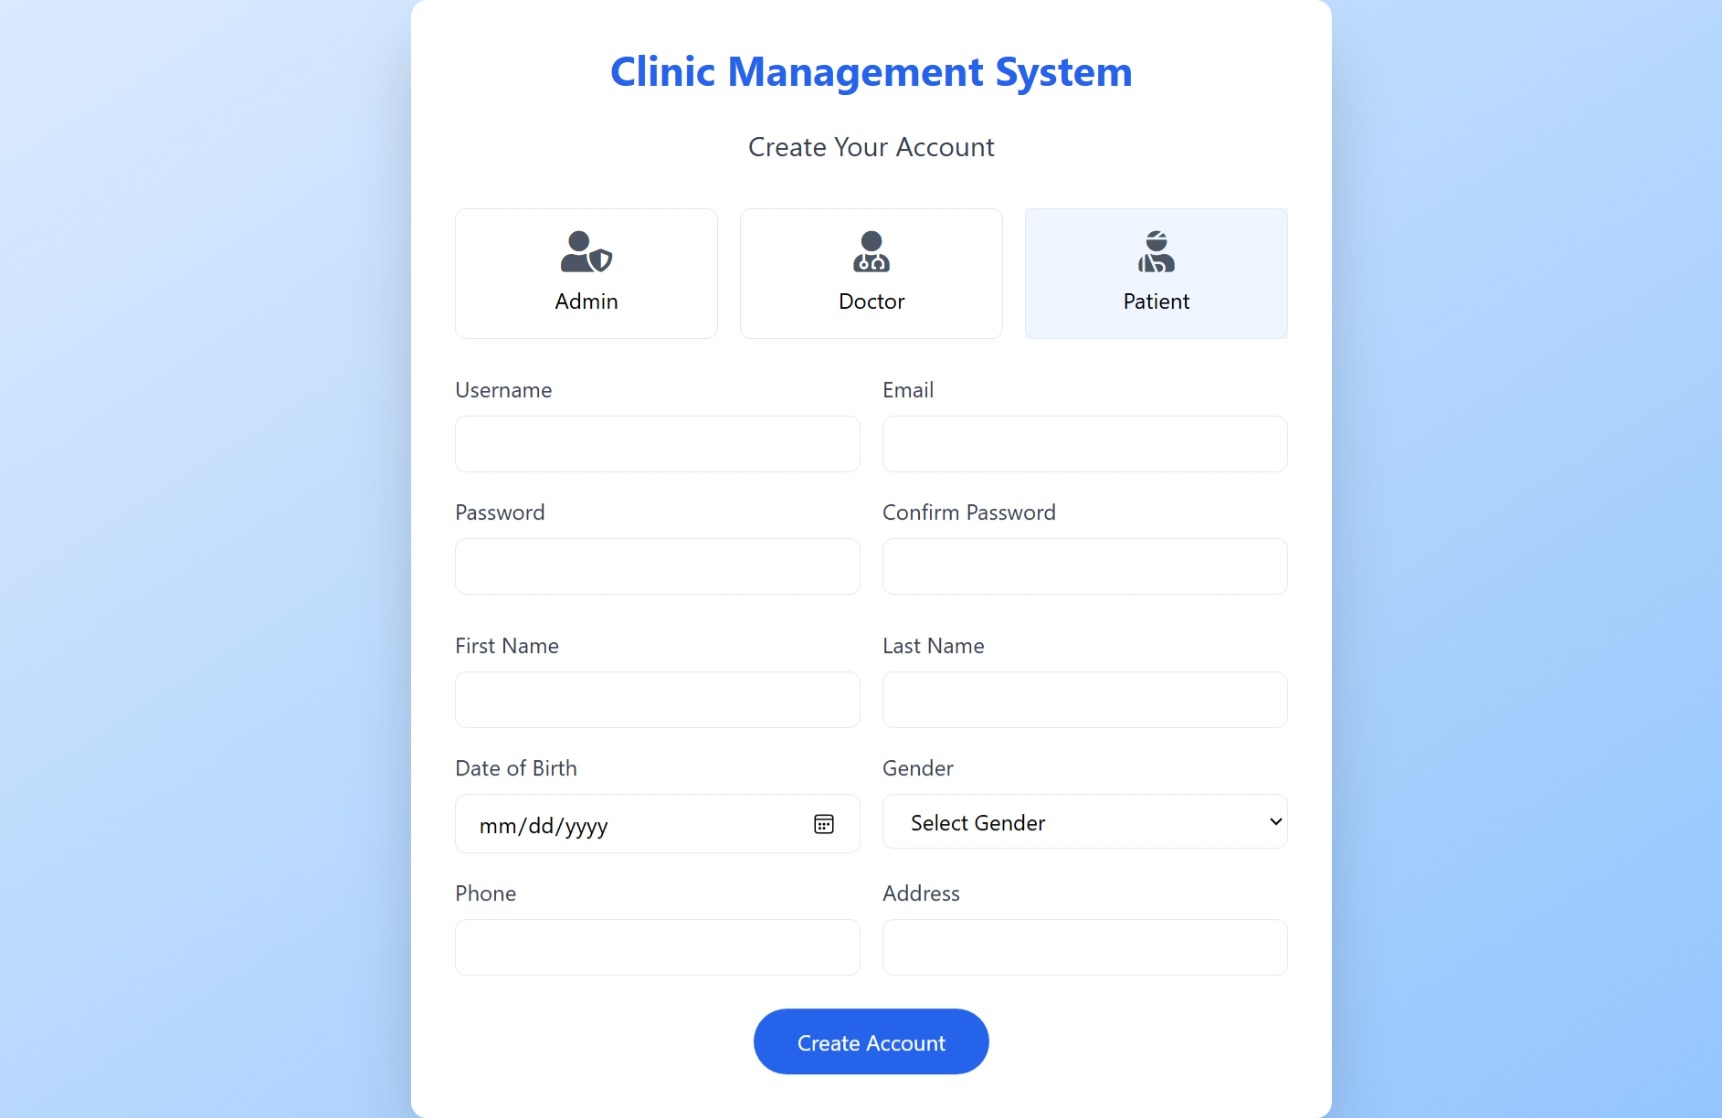 Clinic Management System
Create Your Account
Admin
Doctor
Patient
Username
Email
Password
Confirm Password
First Name
Last Name
Date of Birth
Gender
mm/dd/yyyy
Select Gender
Phone
Address
Create Account